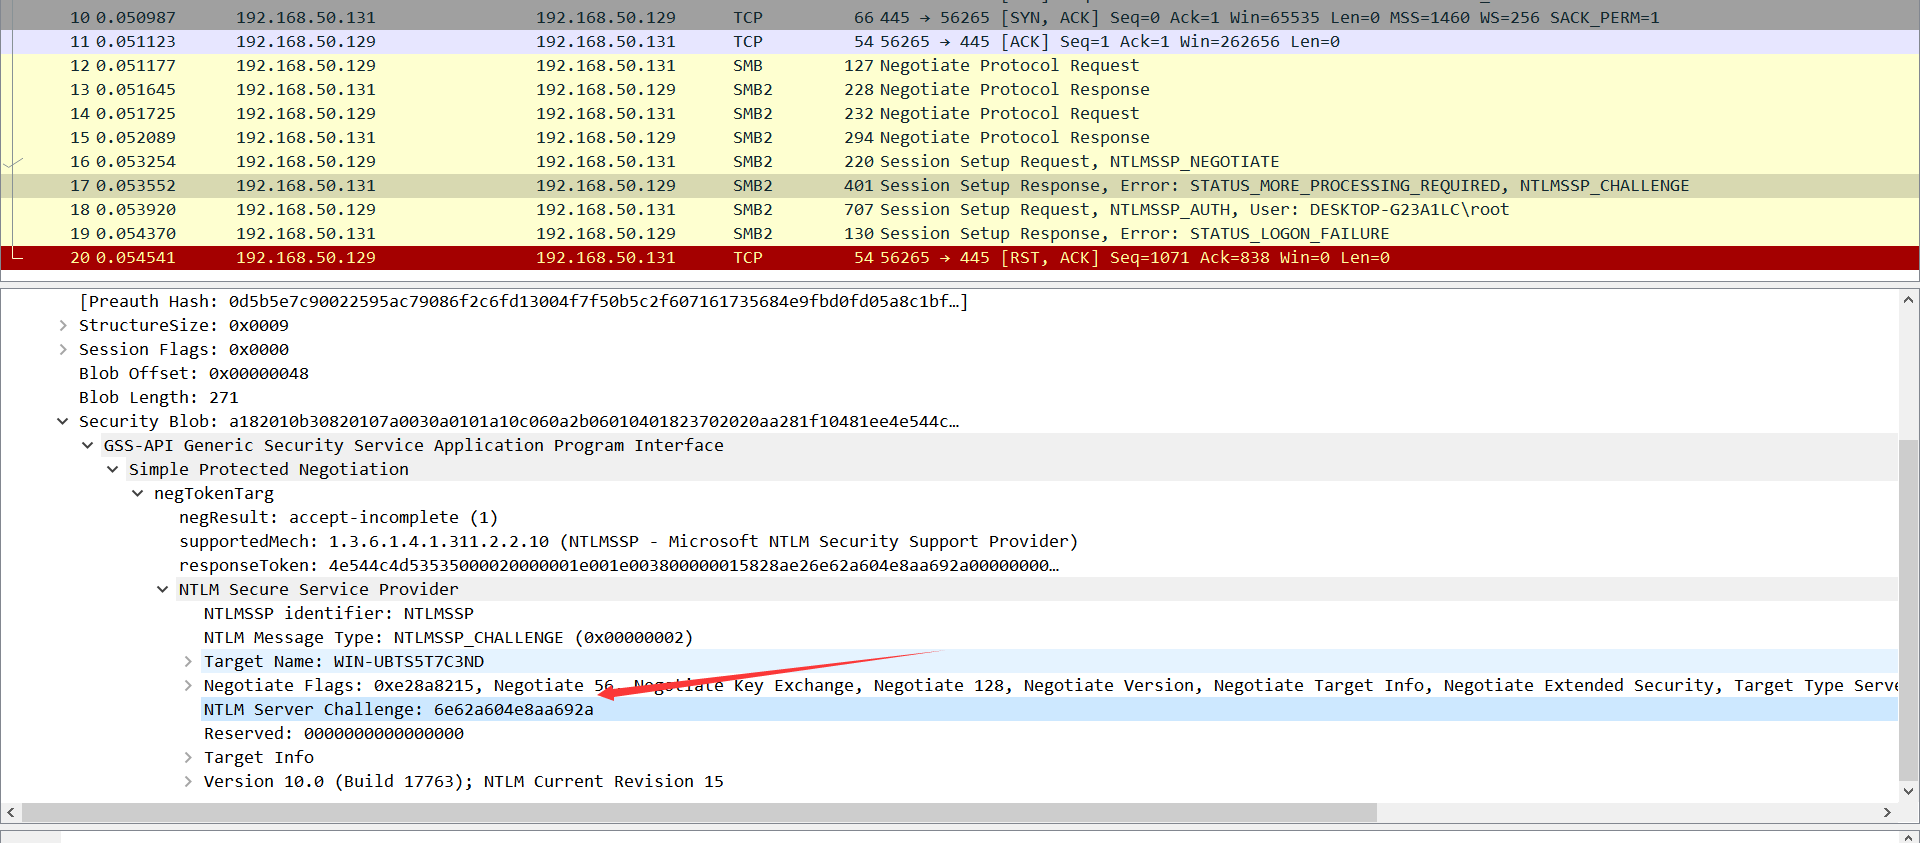 10 0.050987 192.168.50.131 192.168.50.129 TCP 66 445 → 56265 [SYN, ACK] Seq=0 Ack=1 Win=65535 Len=0 MSS=1460 WS=256 SACK_PERM=1
11 0.051123 192.168.50.129 192.168.50.131 TCP 54 56265 → 445 [ACK] Seq=1 Ack=1 Win=262656 Len=0
12 0.051177 192.168.50.129 192.168.50.131 SMB 127 Negotiate Protocol Request
13 0.051645 192.168.50.131 192.168.50.129 SMB2 228 Negotiate Protocol Response
14 0.051725 192.168.50.129 192.168.50.131 SMB2 232 Negotiate Protocol Request
15 0.052089 192.168.50.131 192.168.50.129 SMB2 294 Negotiate Protocol Response
16 0.053254 192.168.50.129 192.168.50.131 SMB2 220 Session Setup Request, NTLMSSP_NEGOTIATE
17 0.053552 192.168.50.131 192.168.50.129 SMB2 401 Session Setup Response, Error: STATUS_MORE_PROCESSING_REQUIRED, NTLMSSP_CHALLENGE
18 0.053920 192.168.50.129 192.168.50.131 SMB2 707 Session Setup Request, NTLMSSP_AUTH, User: DESKTOP-G23A1LC\root
19 0.054370 192.168.50.131 192.168.50.129 SMB2 130 Session Setup Response, Error: STATUS_LOGON_FAILURE
20 0.054541 192.168.50.129 192.168.50.131 TCP 54 56265 → 445 [RST, ACK] Seq=1071 Ack=838 Win=0 Len=0
[Preauth Hash: 0d5b5e7c90022595ac79086f2c6fd13004f7f50b5c2f607161735684e9fbd0fd05a8c1bf…]
StructureSize: 0x0009
Session Flags: 0x0000
Blob Offset: 0x00000048
Blob Length: 271
Security Blob: a182010b30820107a0030a0101a10c060a2b06010401823702020aa281f10481ee4e544c…
GSS-API Generic Security Service Application Program Interface
Simple Protected Negotiation
negTokenTarg
negResult: accept-incomplete (1)
supportedMech: 1.3.6.1.4.1.311.2.2.10 (NTLMSSP - Microsoft NTLM Security Support Provider)
responseToken: 4e544c4d53535000020000001e001e003800000015828ae26e62a604e8aa692a00000000…
NTLM Secure Service Provider
NTLMSSP identifier: NTLMSSP
NTLM Message Type: NTLMSSP_CHALLENGE (0x00000002)
Target Name: WIN-UBTS5T7C3ND
Negotiate Flags: 0xe28a8215, Negotiate 56, Negotiate Key Exchange, Negotiate 128, Negotiate Version, Negotiate Target Info, Negotiate Extended Security, Target Type Serve
NTLM Server Challenge: 6e62a604e8aa692a
Reserved: 0000000000000000
Target Info
Version 10.0 (Build 17763); NTLM Current Revision 15